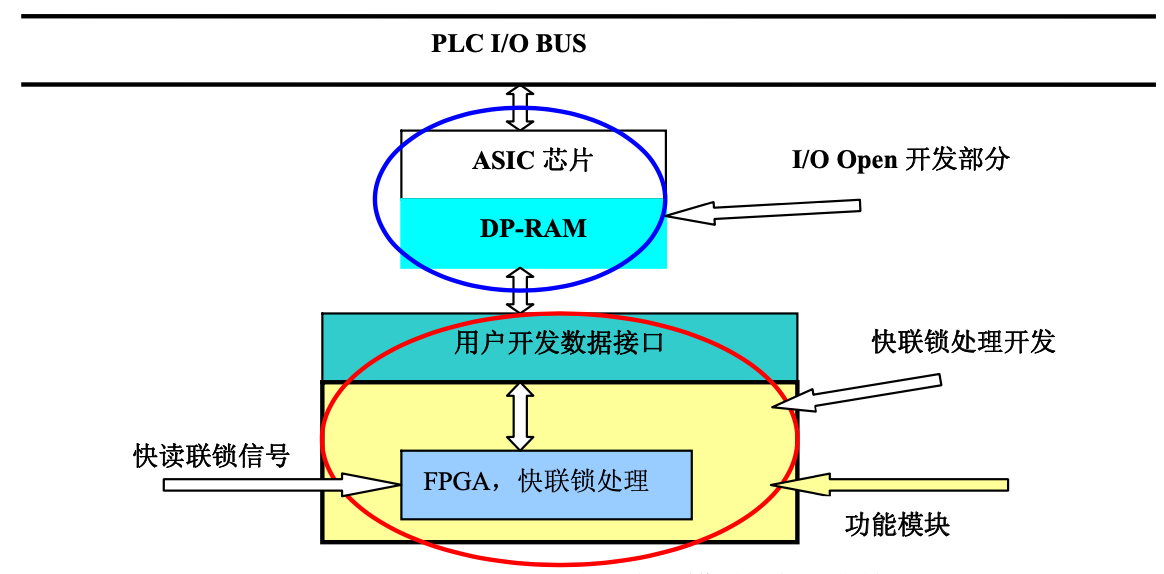 PLC I/O BUS
ASIC 芯片
I/O Open 开发部分
DP-RAM
用户开发数据接口
快联锁处理开发
快读联锁信号
FPGA，快联锁处理
功能模块